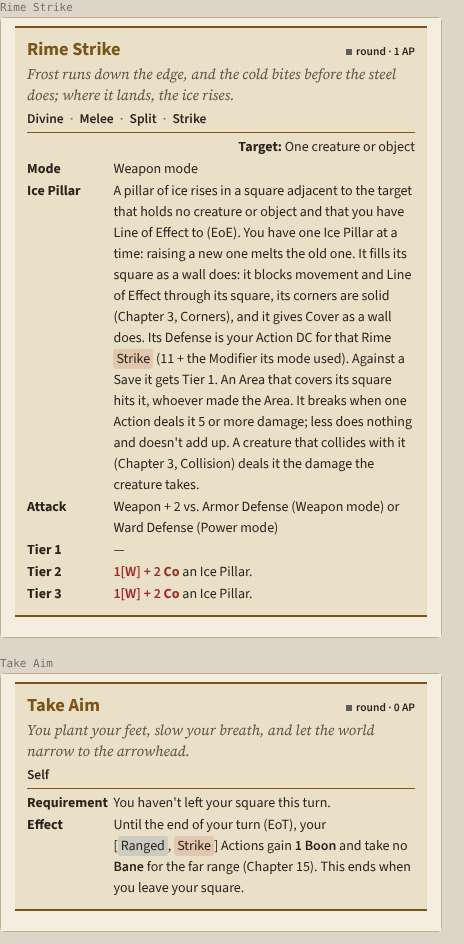 Rime Strike
Rime Strike
■ round · 1 AP
Frost runs down the edge, and the cold bites before the steel
does; where it lands, the ice rises.
Divine · Melee · Split · Strike
Target: One creature or object
Mode Weapon mode
Ice Pillar A pillar of ice rises in a square adjacent to the target
that holds no creature or object and that you have
Line of Effect to (EoE). You have one Ice Pillar at a
time: raising a new one melts the old one. It fills its
square as a wall does: it blocks movement and Line
of Effect through its square, its corners are solid
(Chapter 3, Corners), and it gives Cover as a wall
does. Its Defense is your Action DC for that Rime
Strike (11 + the Modifier its mode used). Against a
Save it gets Tier 1. An Area that covers its square
hits it, whoever made the Area. It breaks when one
Action deals it 5 or more damage; less does nothing
and doesn't add up. A creature that collides with it
(Chapter 3, Collision) deals it the damage the
creature takes.
Attack Weapon + 2 vs. Armor Defense (Weapon mode) or
Ward Defense (Power mode)
Tier 1 —
Tier 2 1[W] + 2 Co an Ice Pillar.
Tier 3 1[W] + 2 Co an Ice Pillar.
Take Aim
Take Aim
■ round · 0 AP
You plant your feet, slow your breath, and let the world
narrow to the arrowhead.
Self
Requirement You haven't left your square this turn.
Effect Until the end of your turn (EoT), your
[ Ranged , Strike ] Actions gain 1 Boon and take no
Bane for the far range (Chapter 15). This ends when
you leave your square.